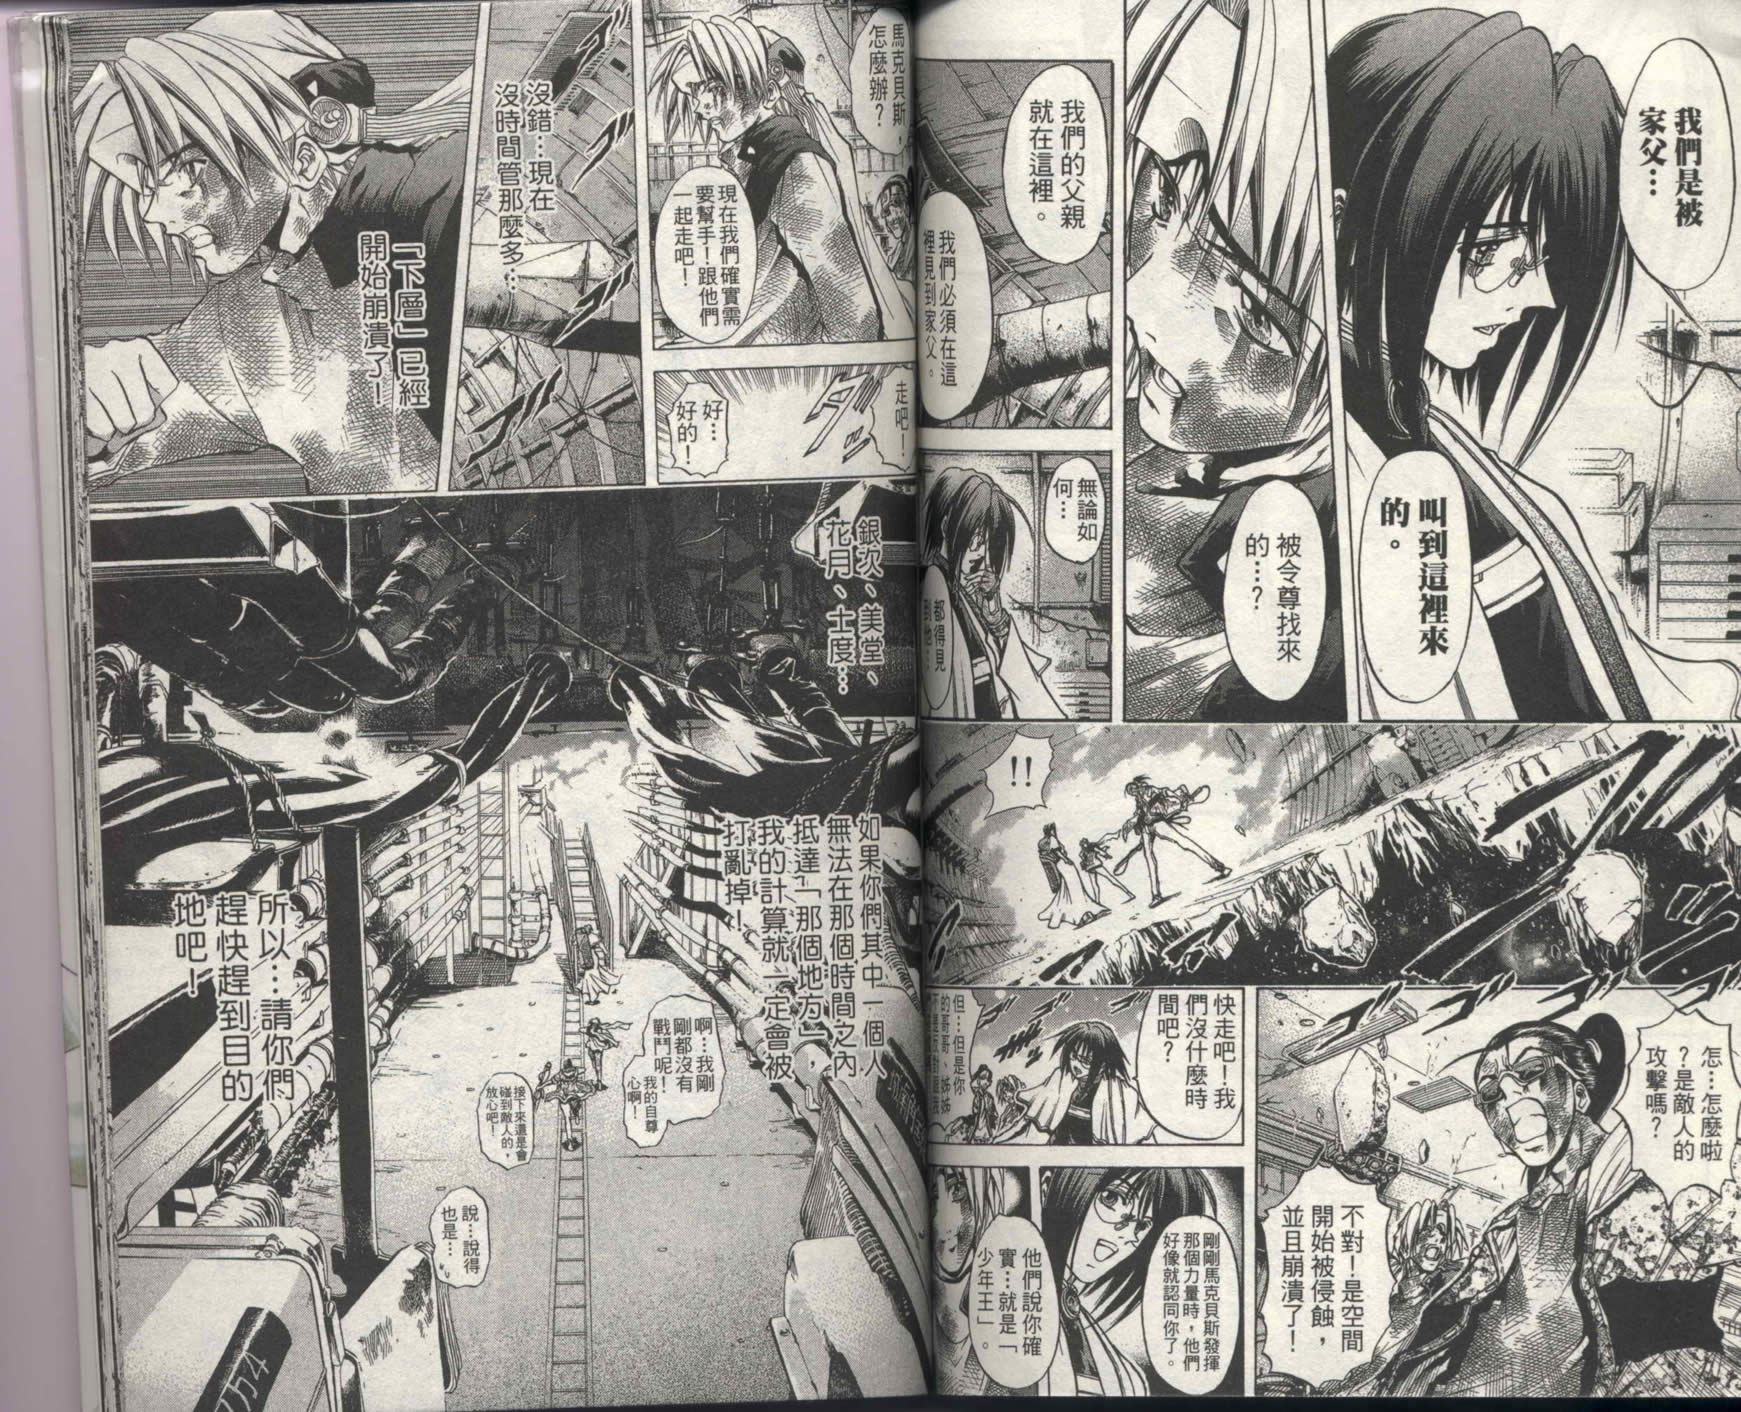 我們是被
家父…
叫到這裡來
的。
被令尊找來
的…？
我們的父親
就在這裡。
我們必須在這
裡見到家父。
無論如
何…
都得見
到他…
!!
怎…怎麼啦
？是敵人的
攻擊嗎？
不對！是空間
開始被侵蝕，
並且崩潰了！
快走吧！我
們沒什麼時
間吧？
但…但是你
的哥哥、姊姊
剛剛馬克貝斯發揮
那個力量時，他們
好像就認同你了。
他們說你確
實…就是「
少年王」。
馬克貝斯，
怎麼辦？
現在我們確實需
要幫手！跟他們
一起走吧！
走吧！
好…
好的！
沒錯…現在
沒時間管那麼多…
「下層」已經
開始崩潰了！
銀次、美堂、
花月、士度…
如果你們其中一個人
無法在那個時間之內
抵達「那個地方」，
我的計算就一定會被
打亂掉！
啊…我剛
剛都沒有
戰鬥呢！
我的自尊
心啊！
接下來還是會
碰到敵人的，
放心吧！
說…說得
也是…
所以…請你們
趕快趕到目的
地吧！